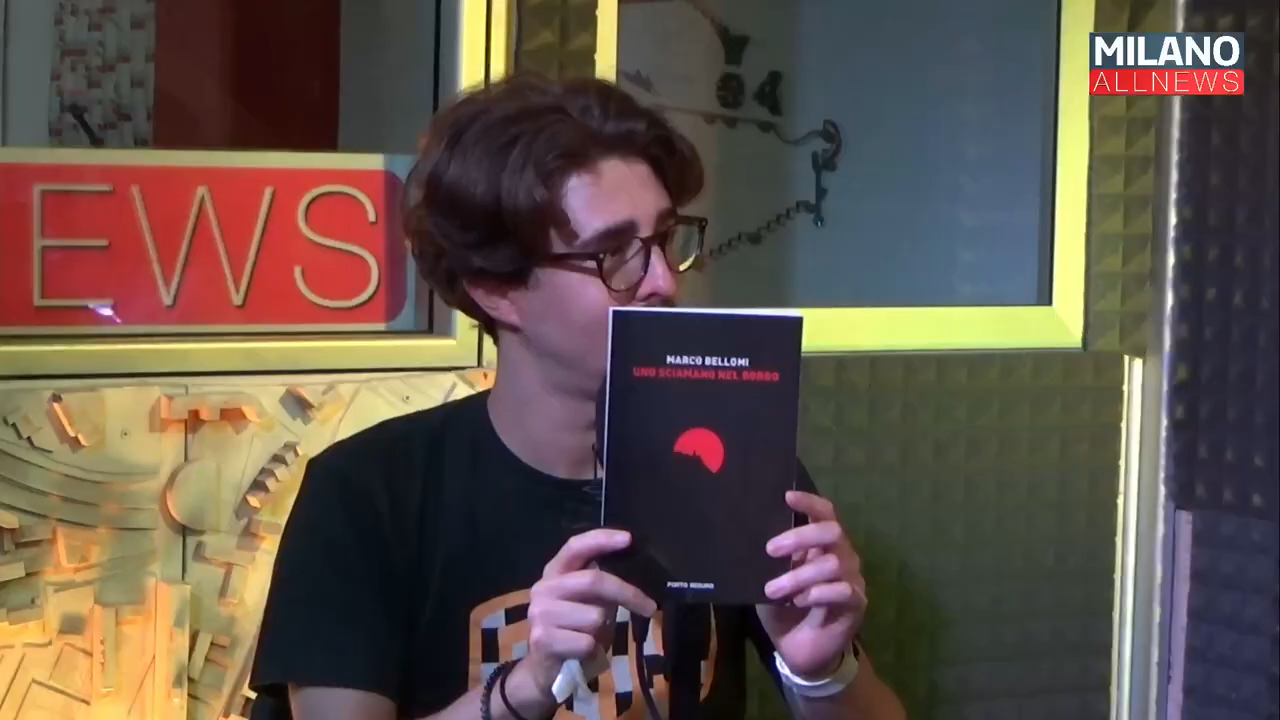 MILANO
ALLNEWS
EWS
MARCO BELLOMI
UNO SCIAMANO NEL BORGO
PORTO SEGURO